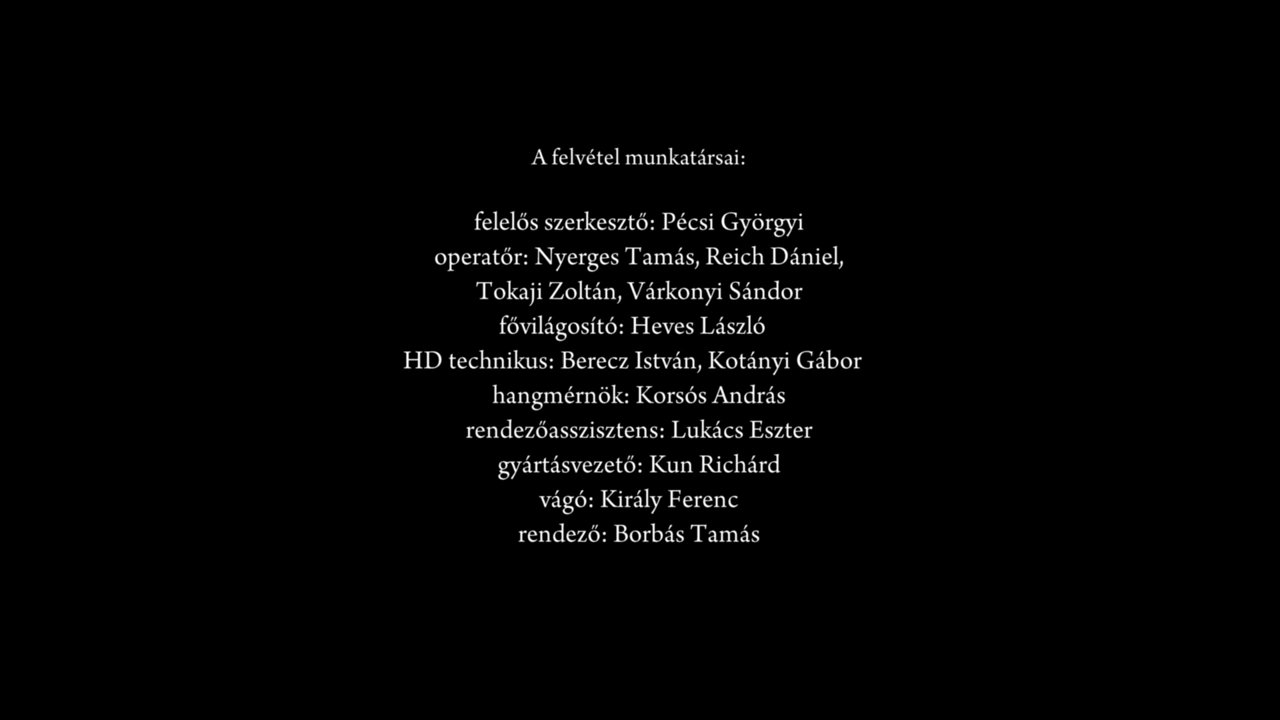 A felvétel munkatársai:
felelős szerkesztő: Pécsi Györgyi
operatőr: Nyerges Tamás, Reich Dániel,
Tokaji Zoltán, Várkonyi Sándor
fővilágosító: Heves László
HD technikus: Berecz István, Kotányi Gábor
hangmérnök: Korsós András
rendezőasszisztens: Lukács Eszter
gyártásvezető: Kun Richárd
vágó: Király Ferenc
rendező: Borbás Tamás